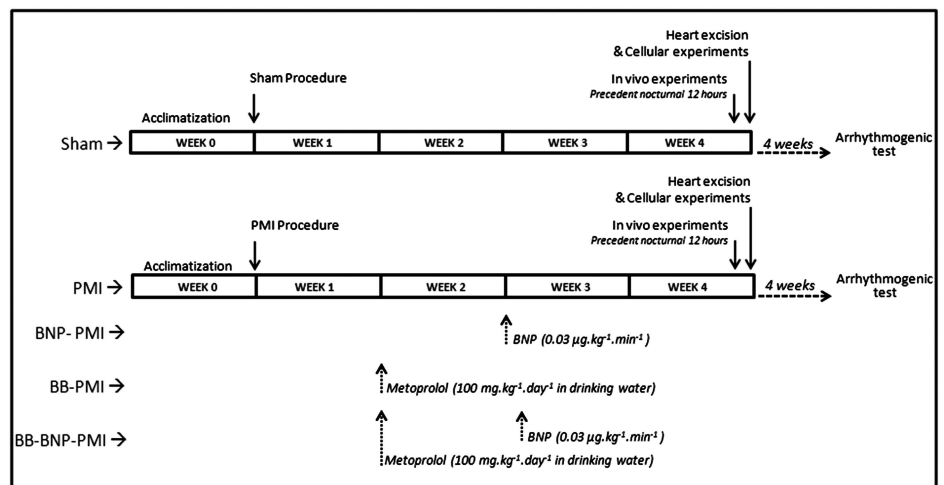 Heart excision
& Cellular experiments
Sham Procedure
In vivo experiments
Precedent nocturnal 12 hours
Acclimatization
Sham → WEEK 0 WEEK 1 WEEK 2 WEEK 3 WEEK 4 4 weeks Arrhythmogenic
test
Heart excision
& Cellular experiments
PMI Procedure
In vivo experiments
Precedent nocturnal 12 hours
Acclimatization
PMI → WEEK 0 WEEK 1 WEEK 2 WEEK 3 WEEK 4 4 weeks Arrhythmogenic
test
BNP- PMI →
BNP (0.03 µg.kg⁻¹.min⁻¹ )
BB-PMI → Metoprolol (100 mg.kg⁻¹.day⁻¹ in drinking water)
BB-BNP-PMI → BNP (0.03 µg.kg⁻¹.min⁻¹ )
Metoprolol (100 mg.kg⁻¹.day⁻¹ in drinking water)